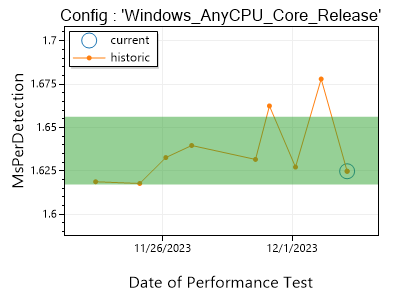 Config : 'Windows_AnyCPU_Core_Release'
1.7
current
historic
1.675
1.65
1.625
1.6
MsPerDetection
11/26/2023
12/1/2023
Date of Performance Test